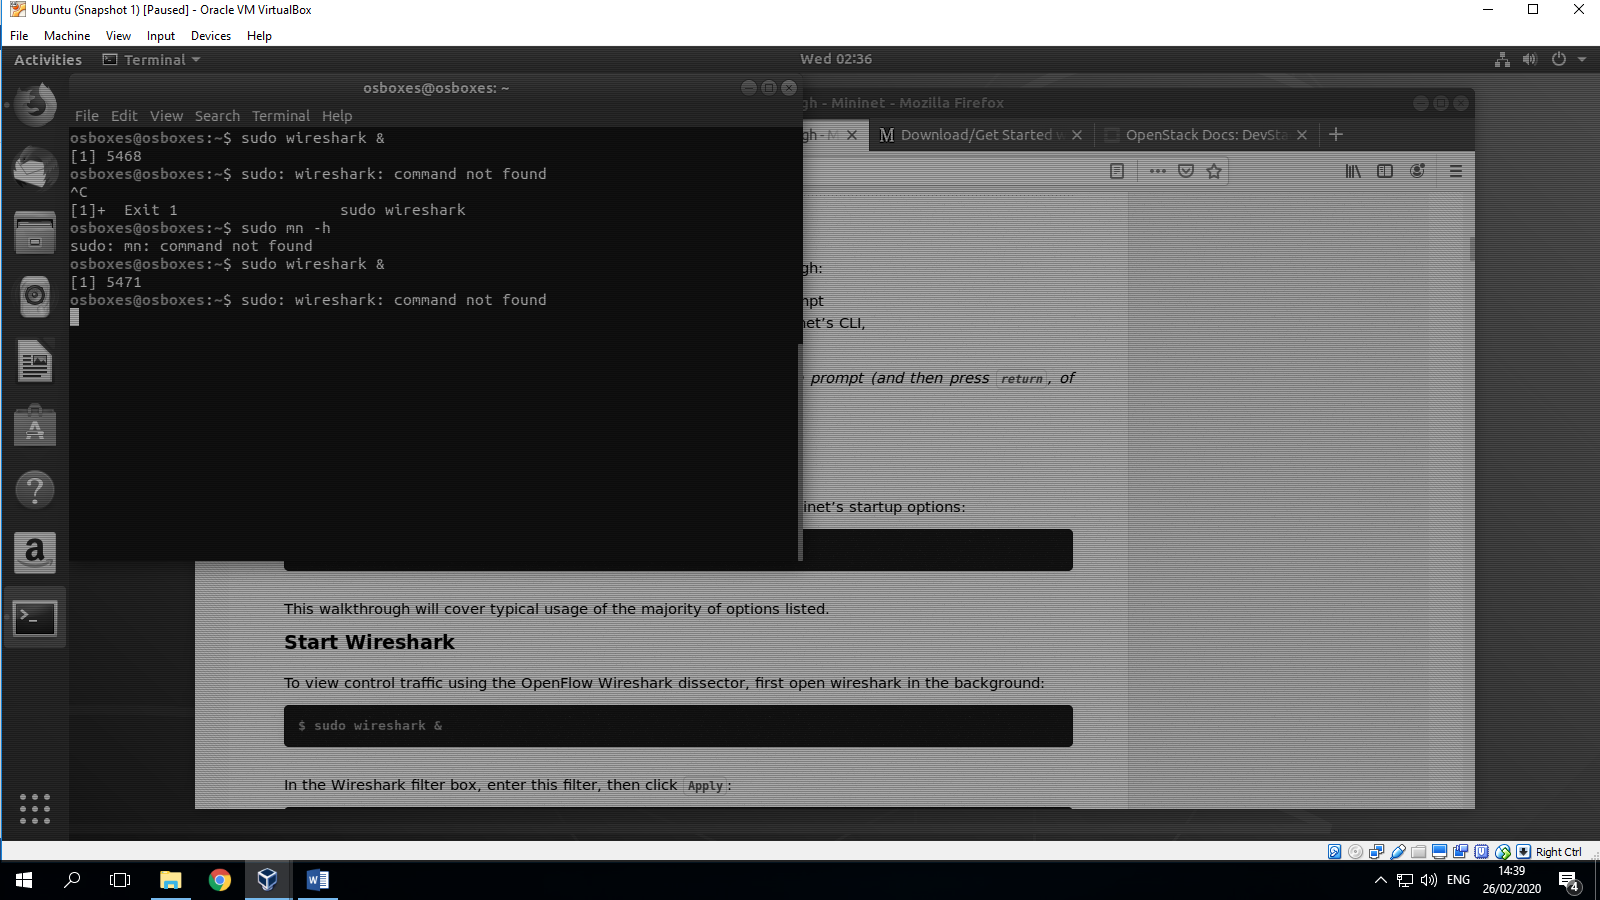 Ubuntu (Snapshot 1) [Paused] - Oracle VM VirtualBox
File Machine View Input Devices Help
Activities Terminal Wed 02:36
osboxes@osboxes: ~
File Edit View Search Terminal Help
osboxes@osboxes:~$ sudo wireshark &
[1] 5468
osboxes@osboxes:~$ sudo: wireshark: command not found
^C
[1]+  Exit 1                  sudo wireshark
osboxes@osboxes:~$ sudo mn -h
sudo: mn: command not found
osboxes@osboxes:~$ sudo wireshark &
[1] 5471
osboxes@osboxes:~$ sudo: wireshark: command not found
gh - Mininet - Mozilla Firefox
gh - M
M Download/Get Started w
OpenStack Docs: DevSta
gh:
mpt
net’s CLI,
prompt (and then press return, of
inet’s startup options:
This walkthrough will cover typical usage of the majority of options listed.
Start Wireshark
To view control traffic using the OpenFlow Wireshark dissector, first open wireshark in the background:
$ sudo wireshark &
In the Wireshark filter box, enter this filter, then click Apply:
Right Ctrl
ENG
14:39
26/02/2020
4